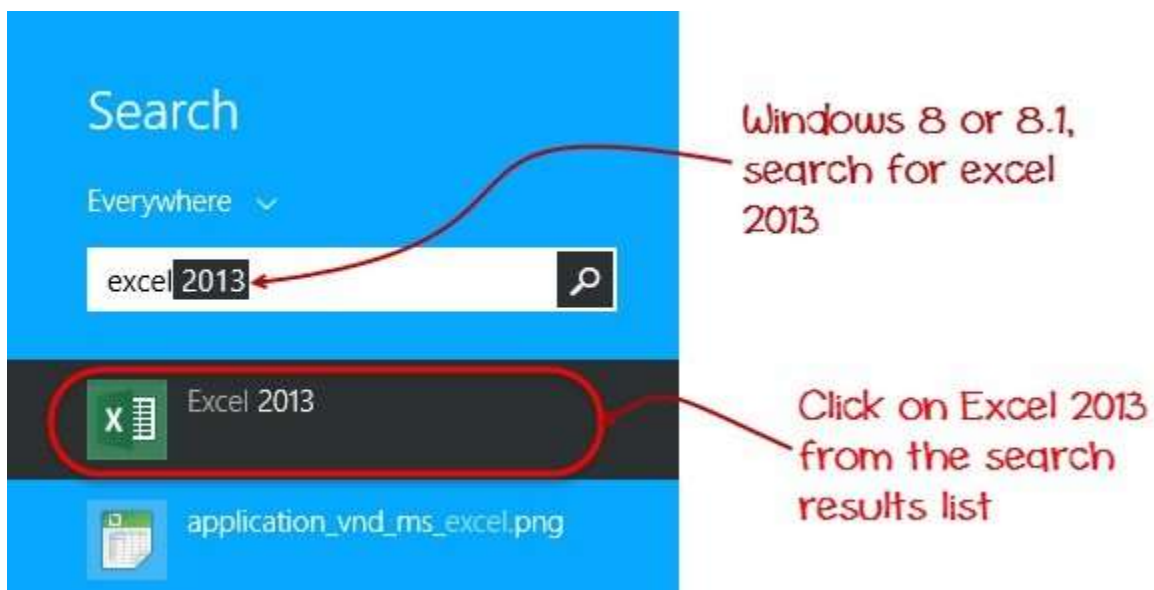 Search
Everywhere
excel 2013
Excel 2013
application_vnd_ms_excel.png
Windows 8 or 8.1,
search for excel
2013
Click on Excel 2013
from the search
results list